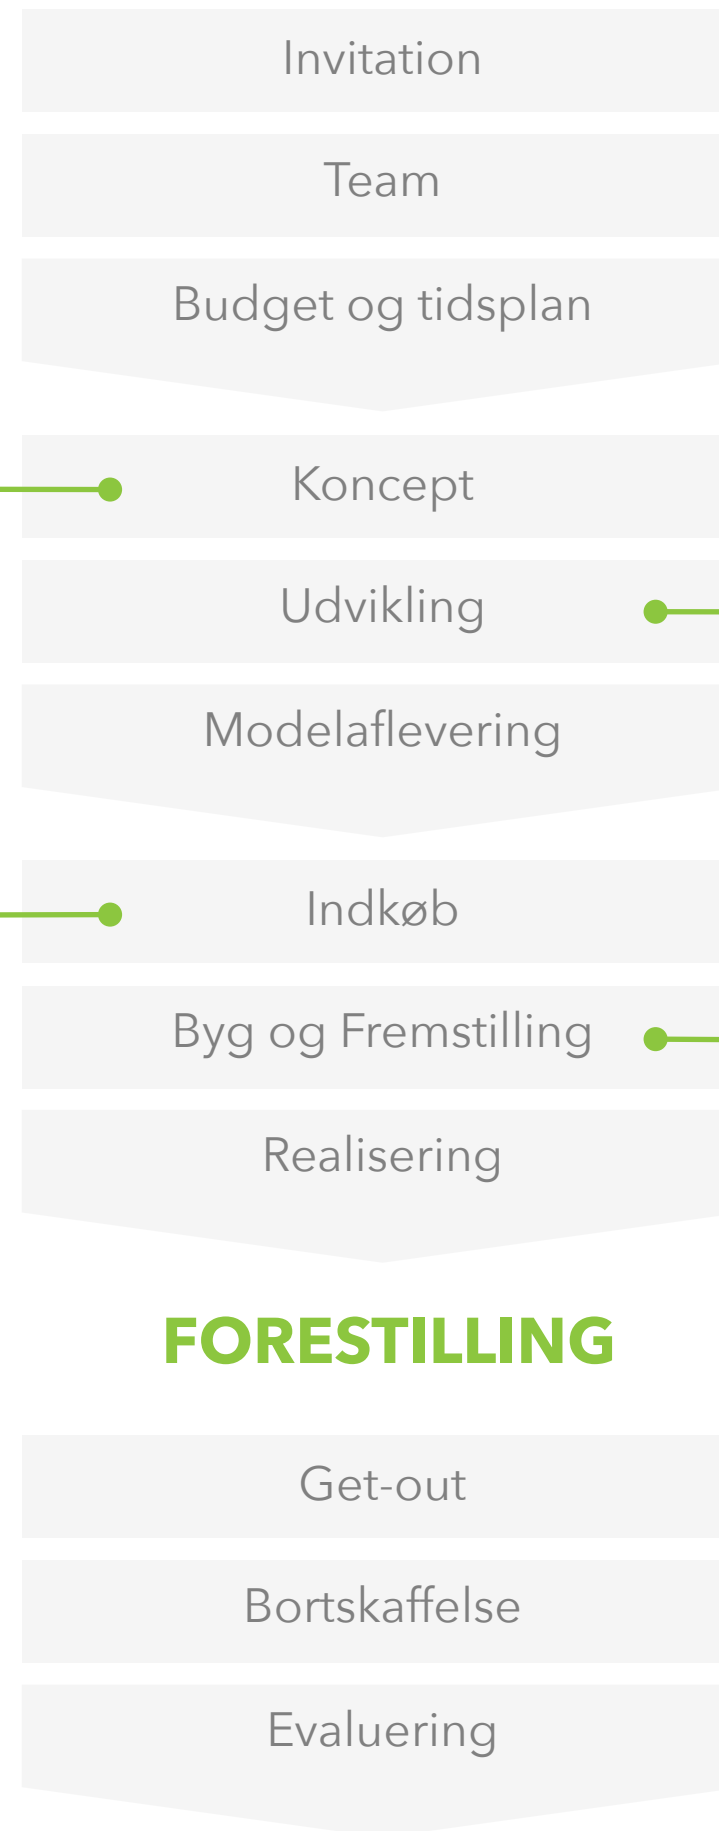 Invitation
Team
Budget og tidsplan
Koncept
Udvikling
Modelaflevering
Indkøb
Byg og Fremstilling
Realisering
FORESTILLING
Get-out
Bortskaffelse
Evaluering